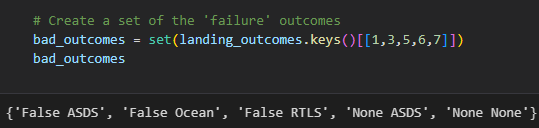 # Create a set of the 'failure' outcomes
bad_outcomes = set(landing_outcomes.keys()[[1,3,5,6,7]])
bad_outcomes
{'False ASDS', 'False Ocean', 'False RTLS', 'None ASDS', 'None None'}